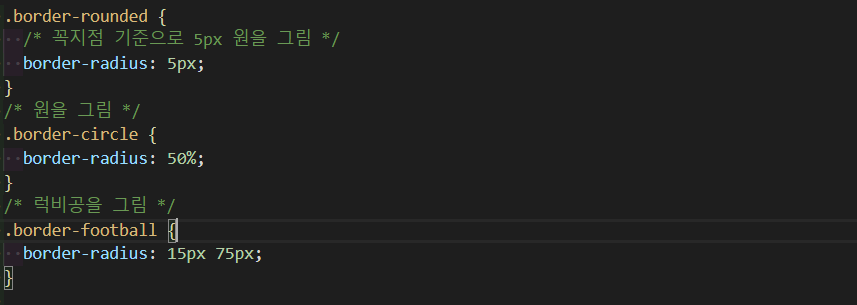 .border-rounded {
  /* 꼭지점 기준으로 5px 원을 그림 */
  border-radius: 5px;
}
/* 원을 그림 */
.border-circle {
  border-radius: 50%;
}
/* 럭비공을 그림 */
.border-football {
  border-radius: 15px 75px;
}